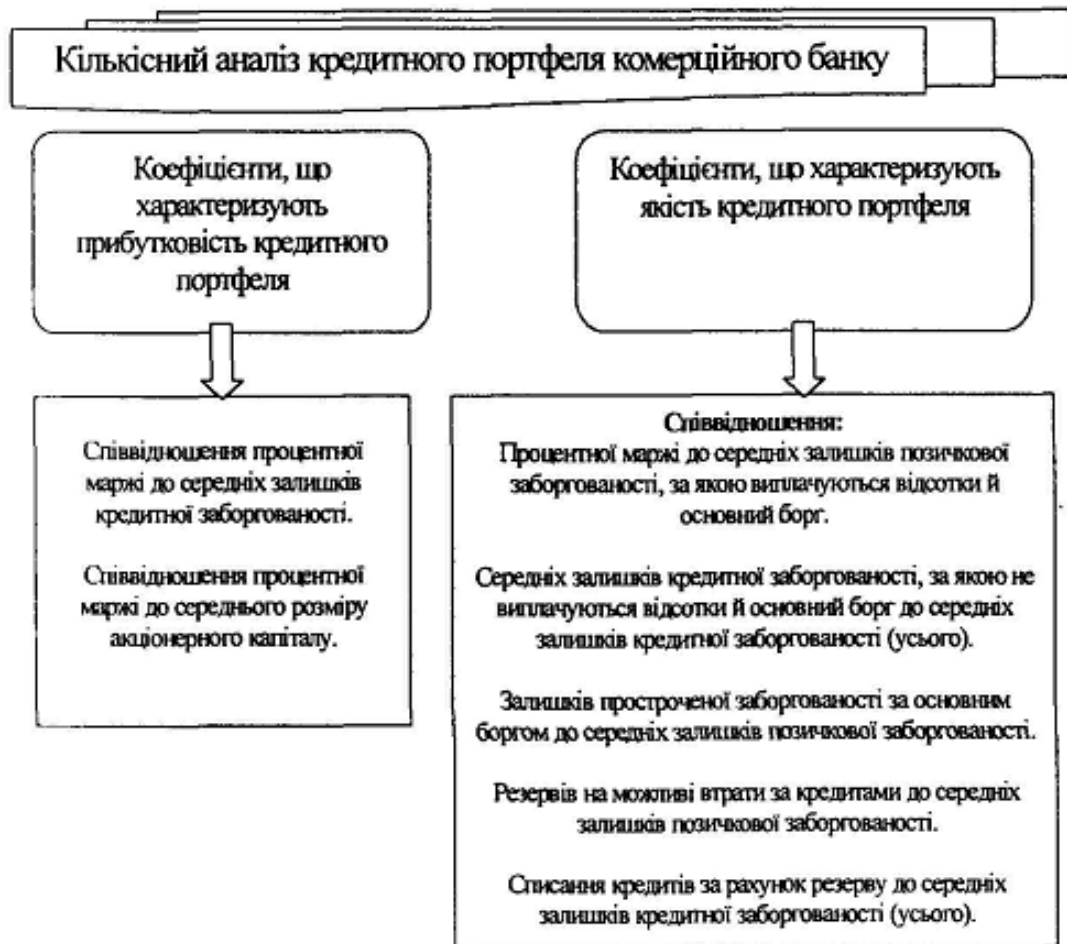 Кількісний аналіз кредитного портфеля комерційного банку
Коефіцієнти, що
характеризують
прибутковість кредитного
портфеля
Коефіцієнти, що характеризують
якість кредитного портфеля
Співвідношення процентної
маржі до середніх залишків
кредитної заборгованості.
Співвідношення процентної
маржі до середнього розміру
акціонерного капіталу.
Співвідношення:
Процентної маржі до середніх залишків позичкової
заборгованості, за якою виплачуються відсотки й
основний борг.
Середніх залишків кредитної заборгованості, за якою не
виплачуються відсотки й основний борг до середніх
залишків кредитної заборгованості (усього).
Залишків простроченої заборгованості за основним
боргом до середніх залишків позичкової заборгованості.
Резервів на можливі втрати за кредитами до середніх
залишків позичкової заборгованості.
Списання кредитів за рахунок резерву до середніх
залишків кредитної заборгованості (усього).